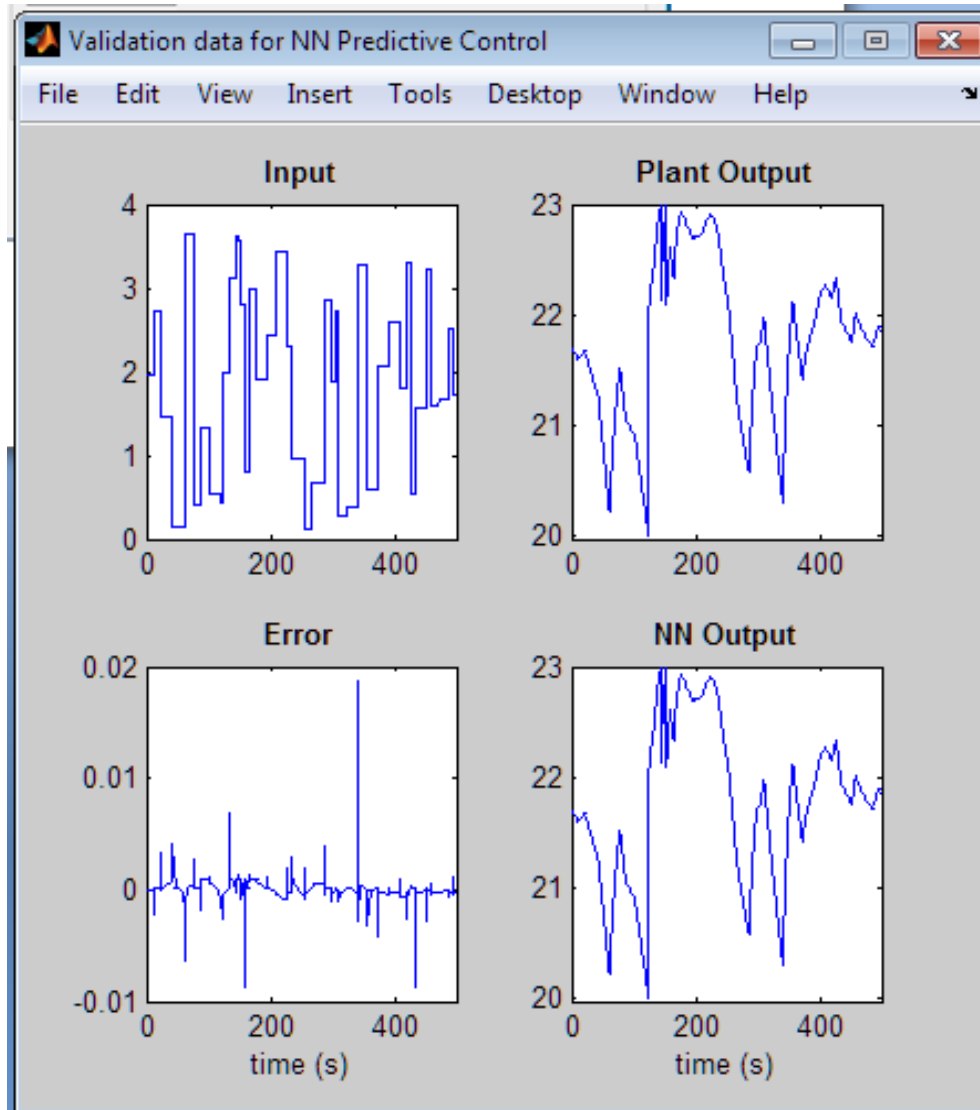 Validation data for NN Predictive Control
File Edit View Insert Tools Desktop Window Help
Input
4
3
2
1
0
0 200 400
Plant Output
23
22
21
20
0 200 400
Error
0.02
0.01
0
-0.01
0 200 400
time (s)
NN Output
23
22
21
20
0 200 400
time (s)